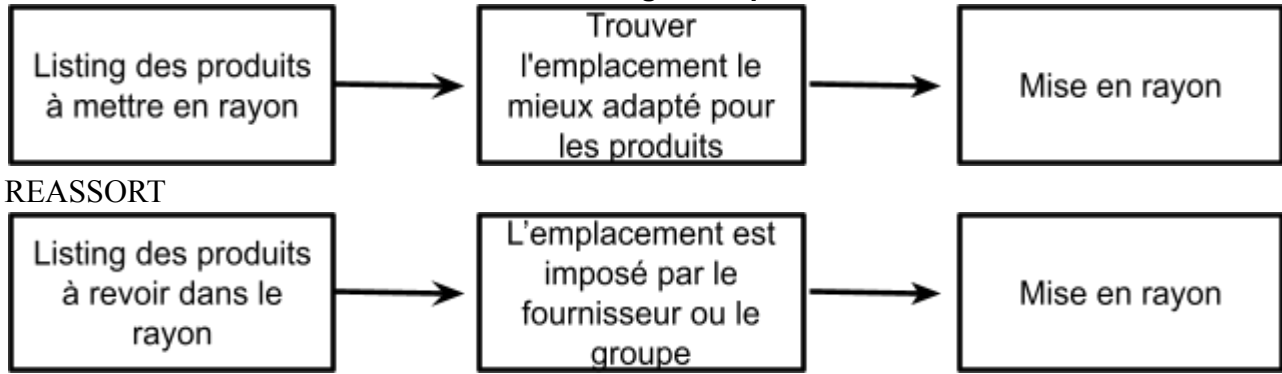 Listing des produits
à mettre en rayon
Trouver
l'emplacement le
mieux adapté pour
les produits
Mise en rayon
REASSORT
Listing des produits
à revoir dans le
rayon
L’emplacement est
imposé par le
fournisseur ou le
groupe
Mise en rayon